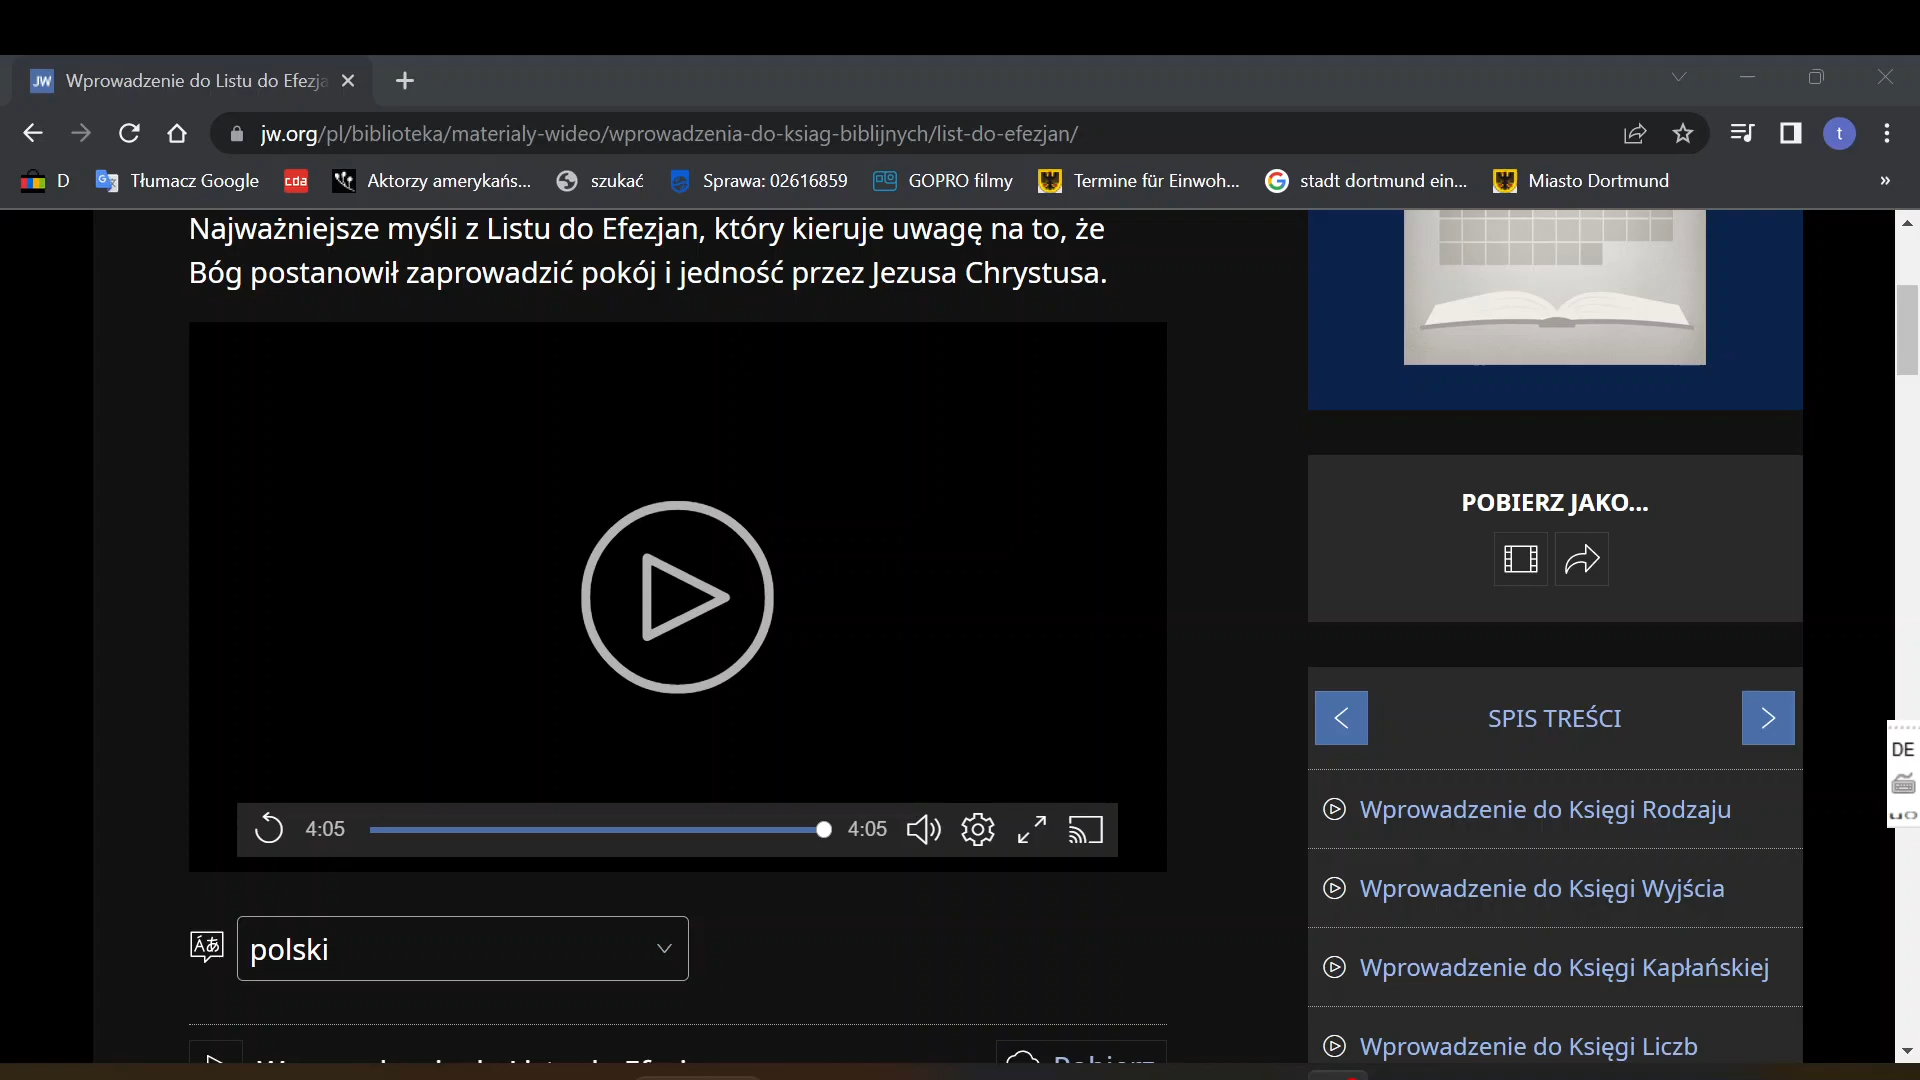 JW Wprowadzenie do Listu do Efezja
jw.org/pl/biblioteka/materialy-wideo/wprowadzenia-do-ksiag-biblijnych/list-do-efezjan/
t
D Tłumacz Google cda Aktorzy amerykańs... szukać Sprawa: 02616859 GOPRO filmy Termine für Einwoh... stadt dortmund ein... Miasto Dortmund »
Najważniejsze myśli z Listu do Efezjan, który kieruje uwagę na to, że
Bóg postanowił zaprowadzić pokój i jedność przez Jezusa Chrystusa.
4:05 4:05
polski
POBIERZ JAKO...
SPIS TREŚCI
Wprowadzenie do Księgi Rodzaju
Wprowadzenie do Księgi Wyjścia
Wprowadzenie do Księgi Kapłańskiej
Wprowadzenie do Księgi Liczb
DE